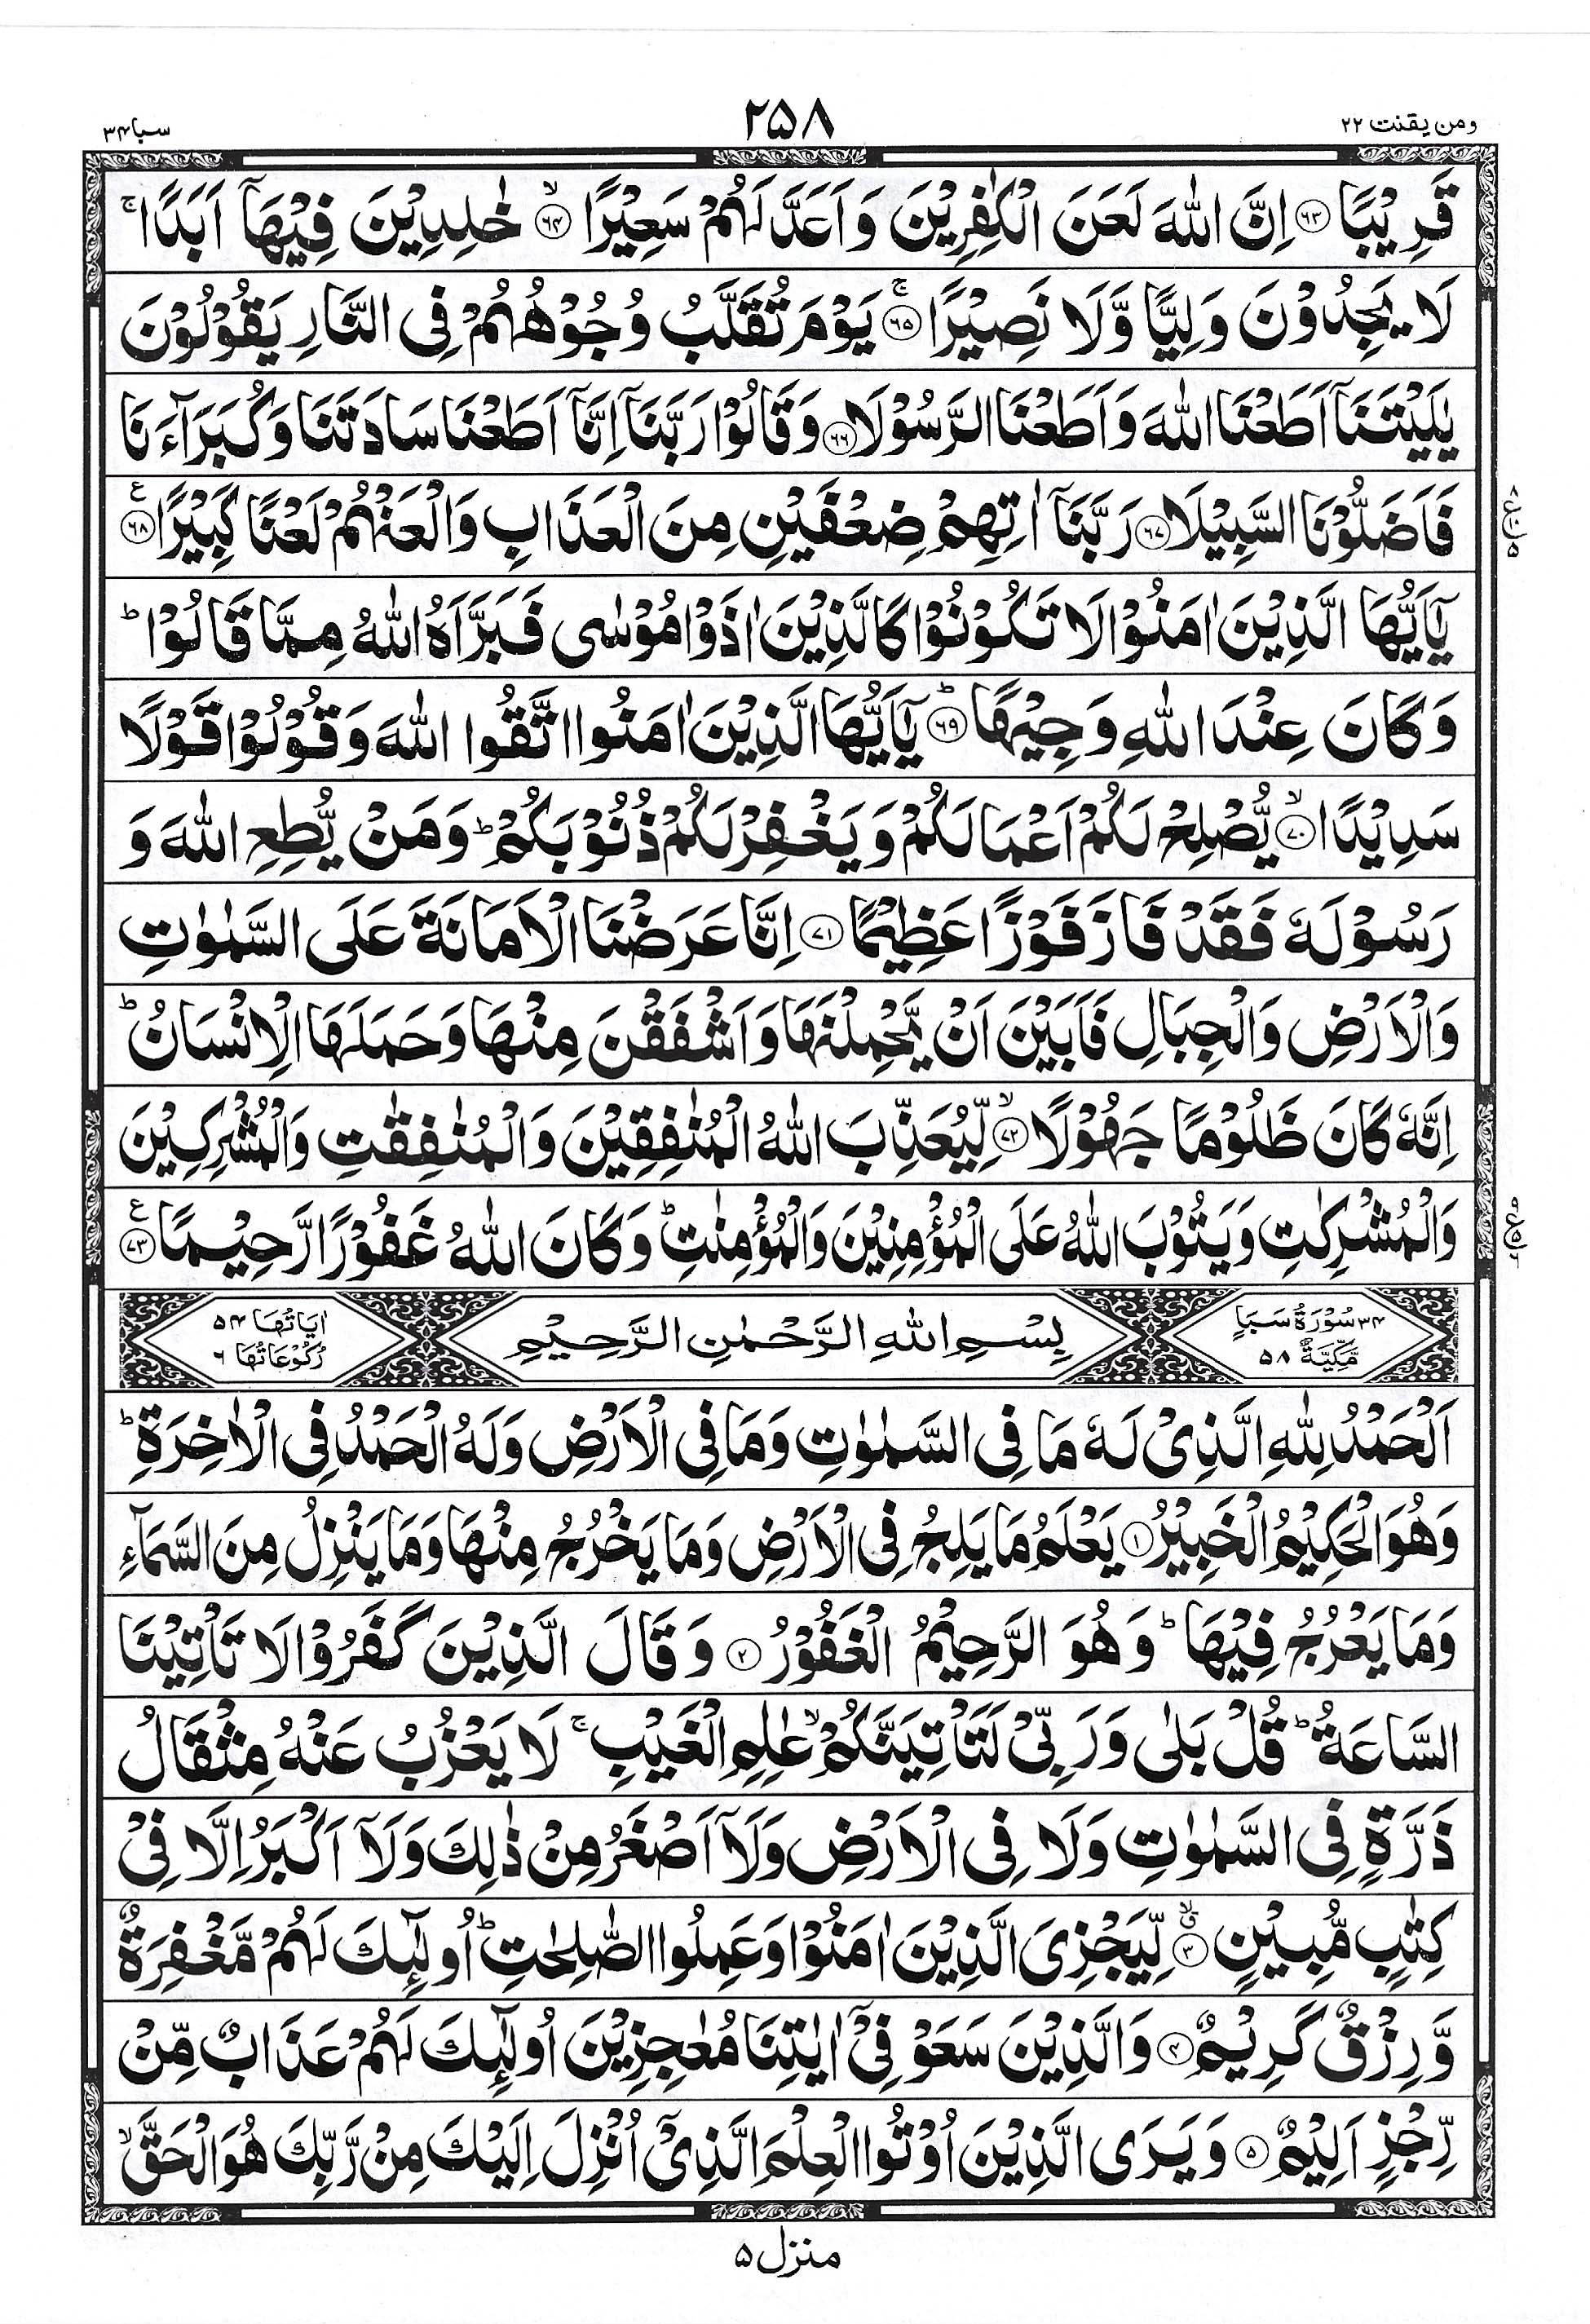 ومن يقنت ٢٢
٢٥٨
سبا ٣٤
قَرِيْبًا ۝٦٣ اِنَّ اللّٰهَ لَعَنَ الْكٰفِرِيْنَ وَاَعَدَّ لَهُمْ سَعِيْرًا ۝٦٤ۙ خٰلِدِيْنَ فِيْهَاۤ اَبَدًا ۚ
لَا يَجِدُوْنَ وَلِيًّا وَّلَا نَصِيْرًا ۝٦٥ۚ يَوْمَ تُقَلَّبُ وُجُوْهُهُمْ فِى النَّارِ يَقُوْلُوْنَ
يٰلَيْتَنَاۤ اَطَعْنَا اللّٰهَ وَاَطَعْنَا الرَّسُوْلَا ۝٦٦ وَقَالُوْا رَبَّنَاۤ اِنَّاۤ اَطَعْنَا سَادَتَنَا وَكُبَرَآءَنَا
فَاَضَلُّوْنَا السَّبِيْلَا ۝٦٧ رَبَّنَاۤ اٰتِهِمْ ضِعْفَيْنِ مِنَ الْعَذَابِ وَالْعَنْهُمْ لَعْنًا كَبِيْرًا ۝٦٨ ع
يٰۤاَيُّهَا الَّذِيْنَ اٰمَنُوْا لَا تَكُوْنُوْا كَالَّذِيْنَ اٰذَوْا مُوْسٰى فَبَرَّاَهُ اللّٰهُ مِمَّا قَالُوْا ؕ
وَكَانَ عِنْدَ اللّٰهِ وَجِيْهًا ۝٦٩ؕ يٰۤاَيُّهَا الَّذِيْنَ اٰمَنُوا اتَّقُوا اللّٰهَ وَقُوْلُوْا قَوْلًا
سَدِيْدًا ۝٧٠ۙ يُّصْلِحْ لَكُمْ اَعْمَالَكُمْ وَيَغْفِرْ لَكُمْ ذُنُوْبَكُمْ ؕ وَمَنْ يُّطِعِ اللّٰهَ وَ
رَسُوْلَهٗ فَقَدْ فَازَ فَوْزًا عَظِيْمًا ۝٧١ اِنَّا عَرَضْنَا الْاَمَانَةَ عَلَى السَّمٰوٰتِ
وَالْاَرْضِ وَالْجِبَالِ فَاَبَيْنَ اَنْ يَّحْمِلْنَهَا وَاَشْفَقْنَ مِنْهَا وَحَمَلَهَا الْاِنْسَانُ ؕ
اِنَّهٗ كَانَ ظَلُوْمًا جَهُوْلًا ۝٧٢ۙ لِّيُعَذِّبَ اللّٰهُ الْمُنٰفِقِيْنَ وَالْمُنٰفِقٰتِ وَالْمُشْرِكِيْنَ
وَالْمُشْرِكٰتِ وَيَتُوْبَ اللّٰهُ عَلَى الْمُؤْمِنِيْنَ وَالْمُؤْمِنٰتِ ؕ وَكَانَ اللّٰهُ غَفُوْرًا رَّحِيْمًا ۝٧٣ ع
٣٤ سُوْرَةُ سَبَاٍ
مَّكِّيَّةٌ ٥٨
بِسْمِ اللّٰهِ الرَّحْمٰنِ الرَّحِيْمِ
اٰيَاتُهَا ٥٤
رُكُوْعَاتُهَا ٦
اَلْحَمْدُ لِلّٰهِ الَّذِىْ لَهٗ مَا فِى السَّمٰوٰتِ وَمَا فِى الْاَرْضِ وَلَهُ الْحَمْدُ فِى الْاٰخِرَةِ ؕ
وَهُوَ الْحَكِيْمُ الْخَبِيْرُ ۝١ يَعْلَمُ مَا يَلِجُ فِى الْاَرْضِ وَمَا يَخْرُجُ مِنْهَا وَمَا يَنْزِلُ مِنَ السَّمَآءِ
وَمَا يَعْرُجُ فِيْهَا ؕ وَهُوَ الرَّحِيْمُ الْغَفُوْرُ ۝٢ وَقَالَ الَّذِيْنَ كَفَرُوْا لَا تَاْتِيْنَا
السَّاعَةُ ؕ قُلْ بَلٰى وَرَبِّىْ لَتَاْتِيَنَّكُمْ ۙ عٰلِمِ الْغَيْبِ ۚ لَا يَعْزُبُ عَنْهُ مِثْقَالُ
ذَرَّةٍ فِى السَّمٰوٰتِ وَلَا فِى الْاَرْضِ وَلَاۤ اَصْغَرُ مِنْ ذٰلِكَ وَلَاۤ اَكْبَرُ اِلَّا فِىْ
كِتٰبٍ مُّبِيْنٍ ۝٣ۙ لِّيَجْزِىَ الَّذِيْنَ اٰمَنُوْا وَعَمِلُوا الصّٰلِحٰتِ ؕ اُولٰٓئِكَ لَهُمْ مَّغْفِرَةٌ
وَّرِزْقٌ كَرِيْمٌ ۝٤ وَالَّذِيْنَ سَعَوْ فِىْۤ اٰيٰتِنَا مُعٰجِزِيْنَ اُولٰٓئِكَ لَهُمْ عَذَابٌ مِّنْ
رِّجْزٍ اَلِيْمٌ ۝٥ وَيَرَى الَّذِيْنَ اُوْتُوا الْعِلْمَ الَّذِىْۤ اُنْزِلَ اِلَيْكَ مِنْ رَّبِّكَ هُوَ الْحَقَّ ۙ
منزل ٥